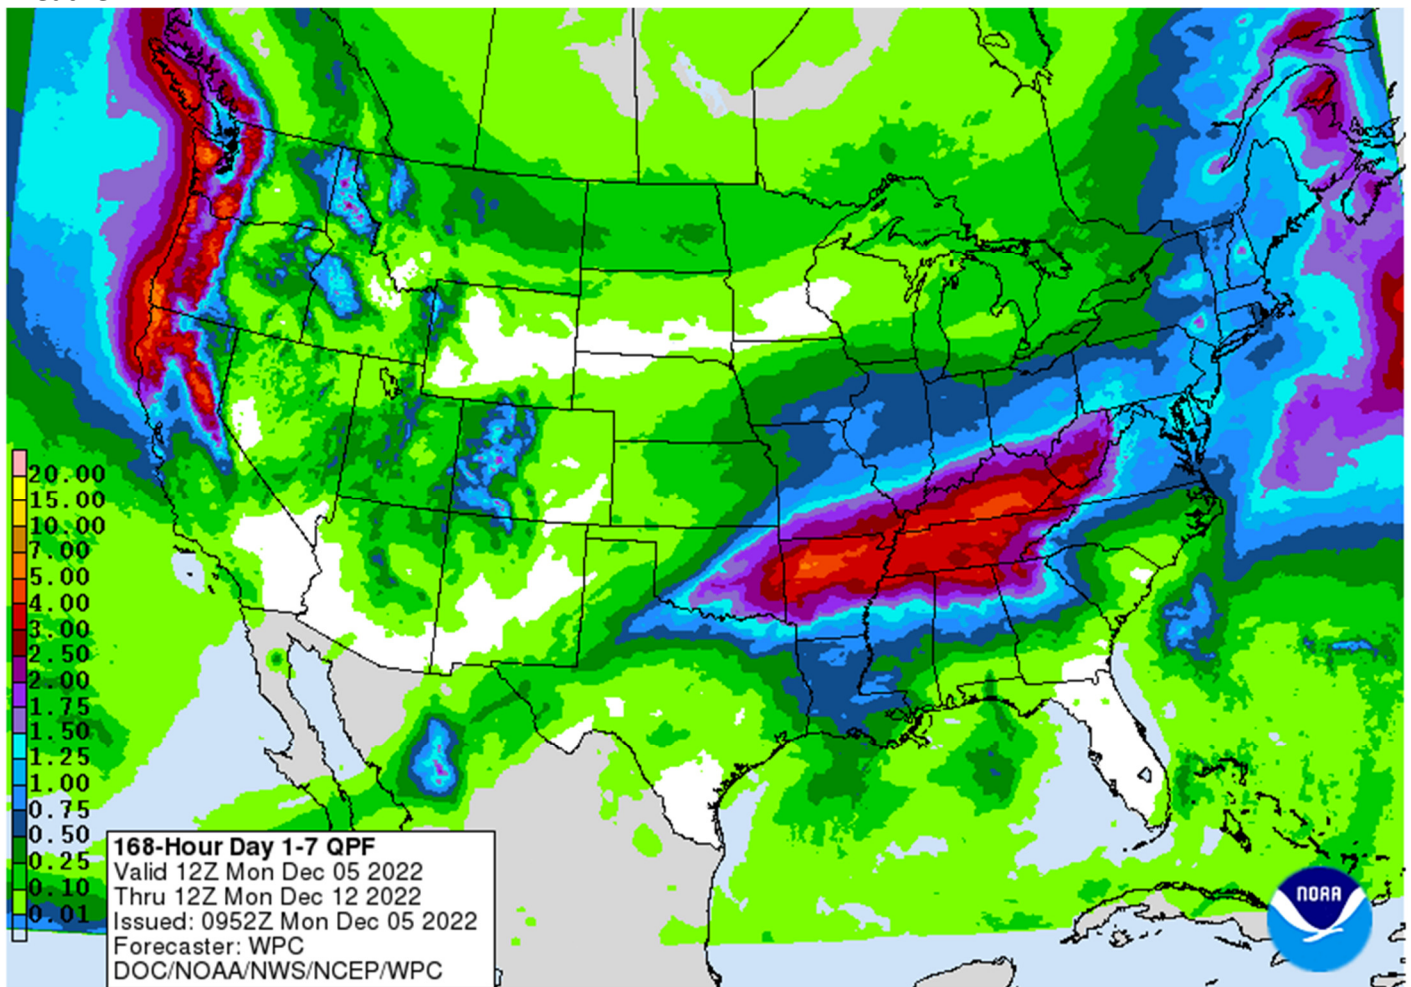 20.00
15.00
10.00
7.00
5.00
4.00
3.00
2.50
2.00
1.75
1.50
1.25
1.00
0.75
0.50
0.25
0.10
0.01
168-Hour Day 1-7 QPF
Valid 12Z Mon Dec 05 2022
Thru 12Z Mon Dec 12 2022
Issued: 0952Z Mon Dec 05 2022
Forecaster: WPC
DOC/NOAA/NWS/NCEP/WPC
NOAA